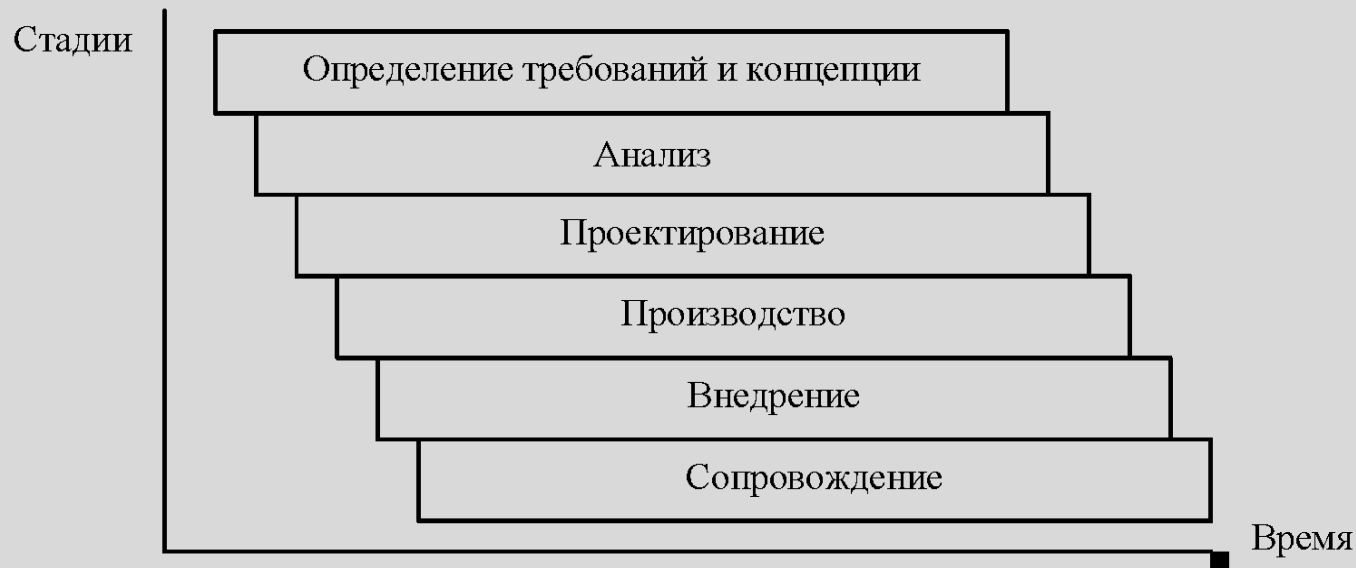 Стадии
Определение требований и концепции
Анализ
Проектирование
Производство
Внедрение
Сопровождение
Время